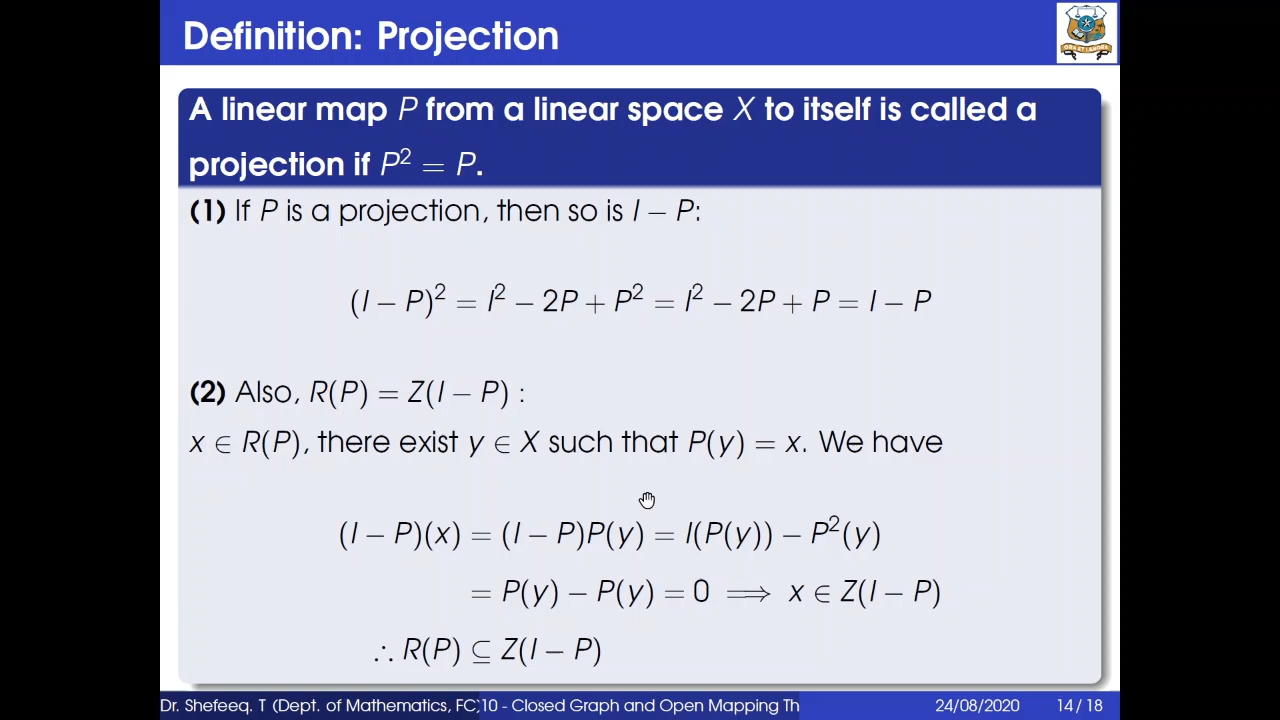 Definition: Projection
A linear map P from a linear space X to itself is called a
projection if P² = P.
(1) If P is a projection, then so is I − P:
(I − P)² = I² − 2P + P² = I² − 2P + P = I − P
(2) Also, R(P) = Z(I − P) :
x ∈ R(P), there exist y ∈ X such that P(y) = x. We have
(I − P)(x) = (I − P)P(y) = I(P(y)) − P²(y)
= P(y) − P(y) = 0 ⟹ x ∈ Z(I − P)
∴ R(P) ⊆ Z(I − P)
Dr. Shefeeq. T (Dept. of Mathematics, FC) 10 - Closed Graph and Open Mapping Th 24/08/2020 14 / 18